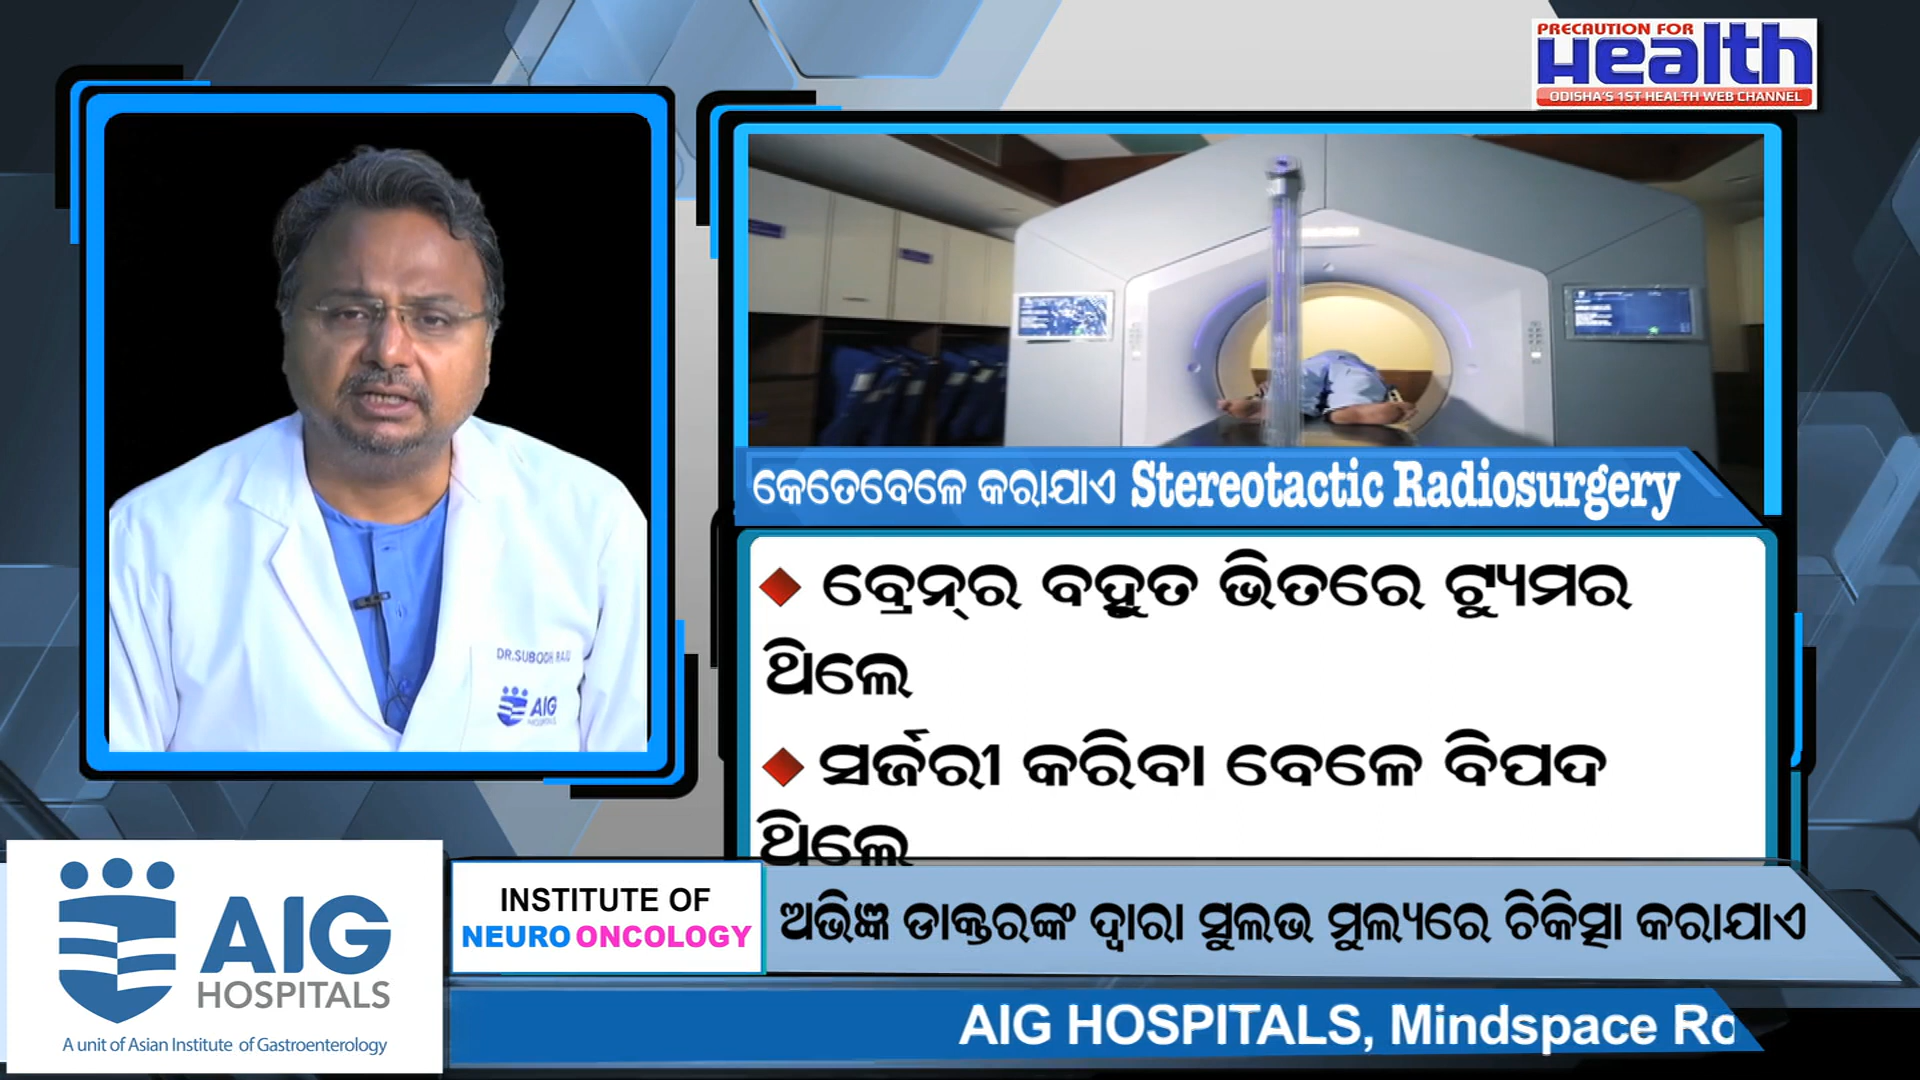 PRECAUTION FOR
Health
ODISHA'S 1ST HEALTH WEB CHANNEL
କେତେବେଳେ କରାଯାଏ Stereotactic Radiosurgery
ବ୍ରେନ୍‌ର ବହୁତ ଭିତରେ ଟ୍ୟୁମର
ଥିଲେ
ସର୍ଜରୀ କରିବା ବେଳେ ବିପଦ
ଥିଲେ
DR.SUBODH RAJU
AIG
HOSPITALS
AIG
HOSPITALS
A unit of Asian Institute of Gastroenterology
INSTITUTE OF
NEURO ONCOLOGY
ଅଭିଜ୍ଞ ଡାକ୍ତରଙ୍କ ଦ୍ୱାରା ସୁଲଭ ମୁଲ୍ୟରେ ଚିକିତ୍ସା କରାଯାଏ
AIG HOSPITALS, Mindspace Ro